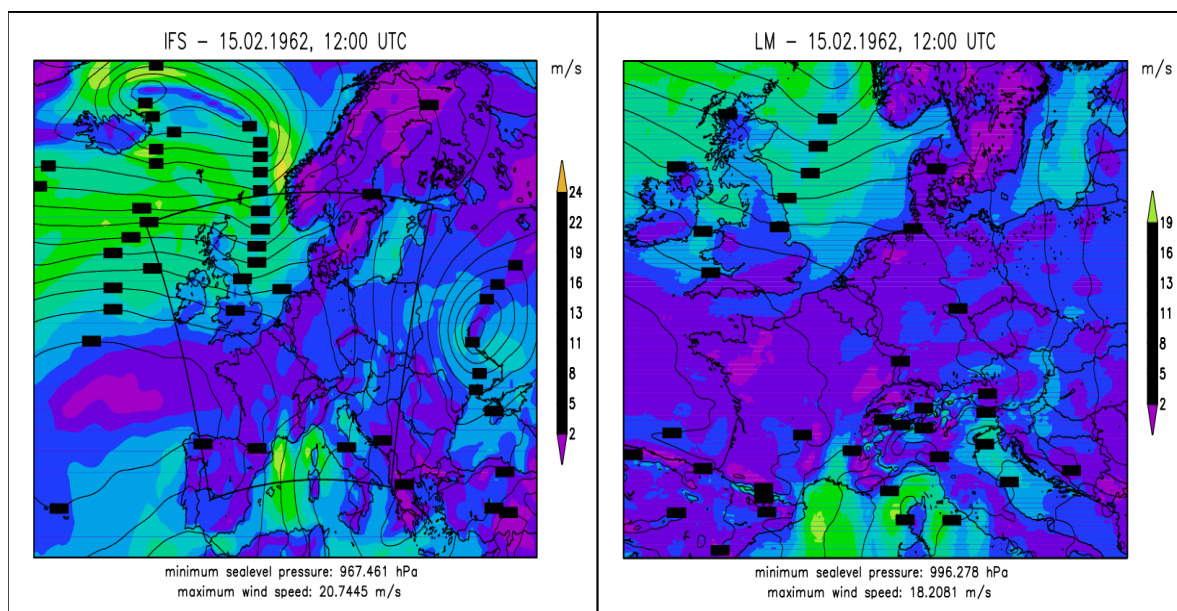 IFS – 15.02.1962, 12:00 UTC
m/s
24
22
19
16
13
11
8
5
2
minimum sealevel pressure: 967.461 hPa
maximum wind speed: 20.7445 m/s
LM – 15.02.1962, 12:00 UTC
m/s
19
16
13
11
8
5
2
minimum sealevel pressure: 996.278 hPa
maximum wind speed: 18.2081 m/s